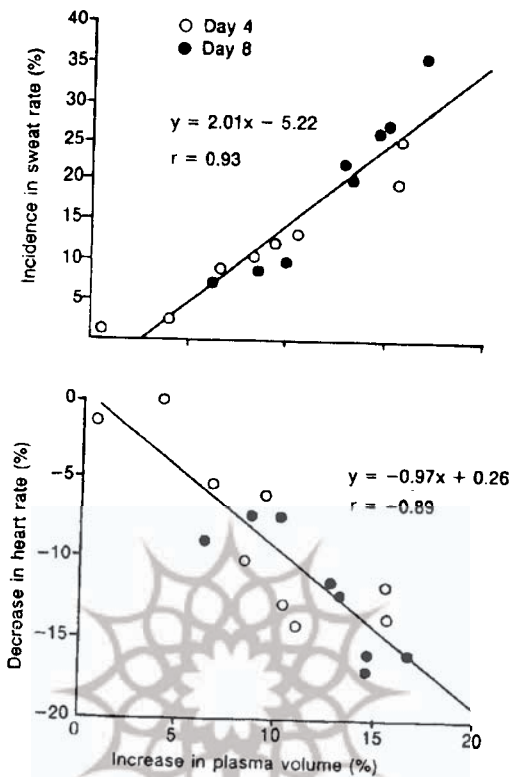 ○ Day 4
● Day 8
Incidence in sweat rate (%)
40
35
30
25
20
15
10
5
y = 2.01x − 5.22
r = 0.93
Decrease in heart rate (%)
0
−5
−10
−15
−20
y = −0.97x + 0.26
r = −0.89
0
5
10
15
20
Increase in plasma volume (%)